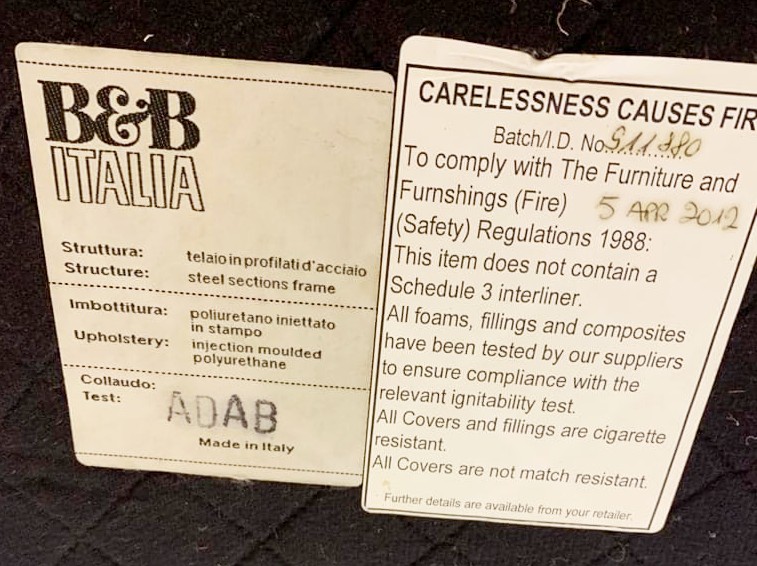 B&B
ITALIA
Struttura: telaio in profilati d'acciaio
Structure: steel sections frame
Imbottitura: poliuretano iniettato
in stampo
Upholstery: injection moulded
polyurethane
Collaudo:
Test: ADAB
Made in Italy
CARELESSNESS CAUSES FIR
Batch/I.D. No.
To comply with The Furniture and
Furnshings (Fire) 5 APR 2012
(Safety) Regulations 1988:
This item does not contain a
Schedule 3 interliner.
All foams, fillings and composites
have been tested by our suppliers
to ensure compliance with the
relevant ignitability test.
All Covers and fillings are cigarette
resistant.
All Covers are not match resistant.
Further details are available from your retailer.